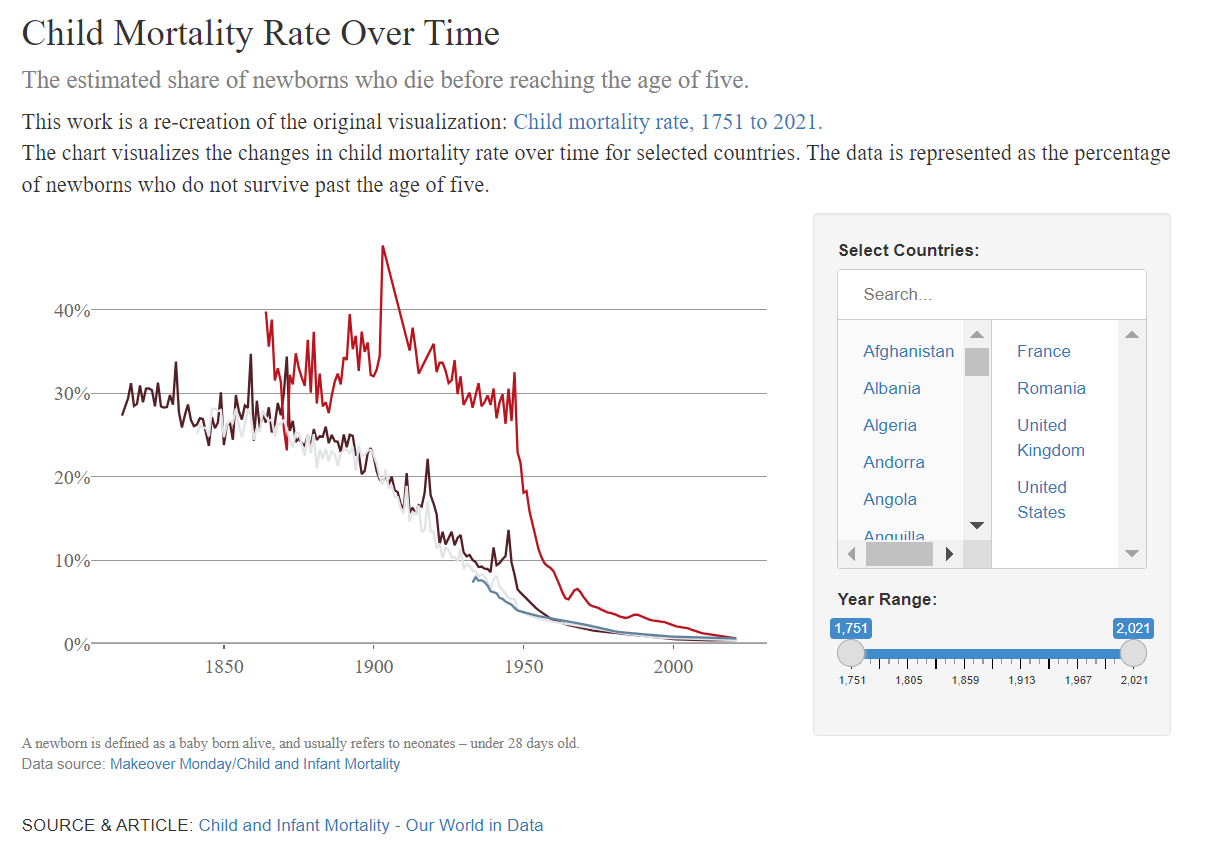 Child Mortality Rate Over Time
The estimated share of newborns who die before reaching the age of five.
This work is a re-creation of the original visualization: Child mortality rate, 1751 to 2021.
The chart visualizes the changes in child mortality rate over time for selected countries. The data is represented as the percentage
of newborns who do not survive past the age of five.
40%
30%
20%
10%
0%
1850 1900 1950 2000
Select Countries:
Search...
Afghanistan
Albania
Algeria
Andorra
Angola
Anguilla
France
Romania
United
Kingdom
United
States
Year Range:
1,751 2,021
1,751 1,805 1,859 1,913 1,967 2,021
A newborn is defined as a baby born alive, and usually refers to neonates – under 28 days old.
Data source: Makeover Monday/Child and Infant Mortality
SOURCE & ARTICLE: Child and Infant Mortality - Our World in Data